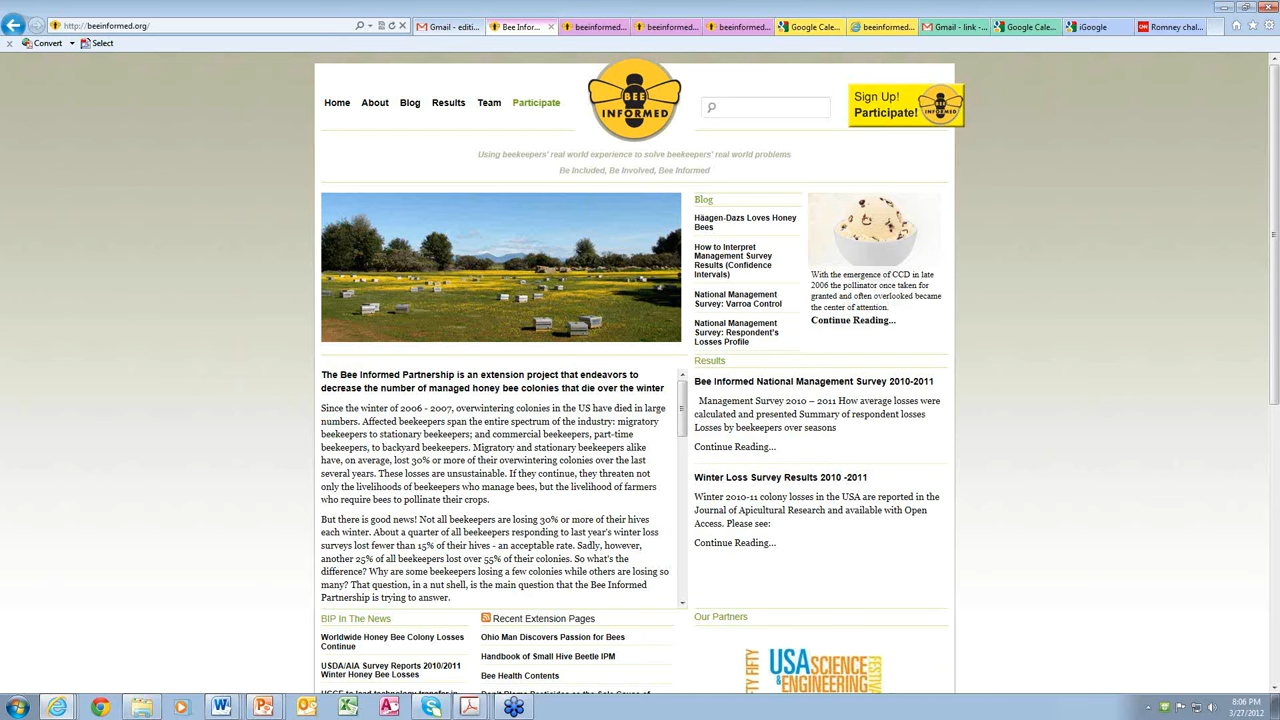 http://beeinformed.org/
Gmail - editi...
Bee Infor...
beeinformed...
beeinformed...
beeinformed...
Google Cale...
beeinformed...
Gmail - link -...
Google Cale...
iGoogle
Romney chal...
Convert
Select
Home
About
Blog
Results
Team
Participate
BEE
INFORMED
Sign Up!
Participate!
Using beekeepers' real world experience to solve beekeepers' real world problems
Be Included, Be Involved, Bee Informed
Blog
Häagen-Dazs Loves Honey
Bees
How to Interpret
Management Survey
Results (Confidence
Intervals)
National Management
Survey: Varroa Control
National Management
Survey: Respondent's
Losses Profile
With the emergence of CCD in late
2006 the pollinator once taken for
granted and often overlooked became
the center of attention.
Continue Reading...
The Bee Informed Partnership is an extension project that endeavors to
decrease the number of managed honey bee colonies that die over the winter
Since the winter of 2006 - 2007, overwintering colonies in the US have died in large
numbers. Affected beekeepers span the entire spectrum of the industry: migratory
beekeepers to stationary beekeepers; and commercial beekeepers, part-time
beekeepers, to backyard beekeepers. Migratory and stationary beekeepers alike
have, on average, lost 30% or more of their overwintering colonies over the last
several years. These losses are unsustainable. If they continue, they threaten not
only the livelihoods of beekeepers who manage bees, but the livelihood of farmers
who require bees to pollinate their crops.
But there is good news! Not all beekeepers are losing 30% or more of their hives
each winter. About a quarter of all beekeepers responding to last year's winter loss
surveys lost fewer than 15% of their hives - an acceptable rate. Sadly, however,
another 25% of all beekeepers lost over 55% of their colonies. So what's the
difference? Why are some beekeepers losing a few colonies while others are losing so
many? That question, in a nut shell, is the main question that the Bee Informed
Partnership is trying to answer.
Results
Bee Informed National Management Survey 2010-2011
Management Survey 2010 – 2011 How average losses were
calculated and presented Summary of respondent losses
Losses by beekeepers over seasons
Continue Reading...
Winter Loss Survey Results 2010 -2011
Winter 2010-11 colony losses in the USA are reported in the
Journal of Apicultural Research and available with Open
Access. Please see:
Continue Reading...
BIP In The News
Worldwide Honey Bee Colony Losses
Continue
USDA/AIA Survey Reports 2010/2011
Winter Honey Bee Losses
Recent Extension Pages
Ohio Man Discovers Passion for Bees
Handbook of Small Hive Beetle IPM
Bee Health Contents
Our Partners
USA SCIENCE
& ENGINEERING
FESTIVAL
8:06 PM
3/27/2012